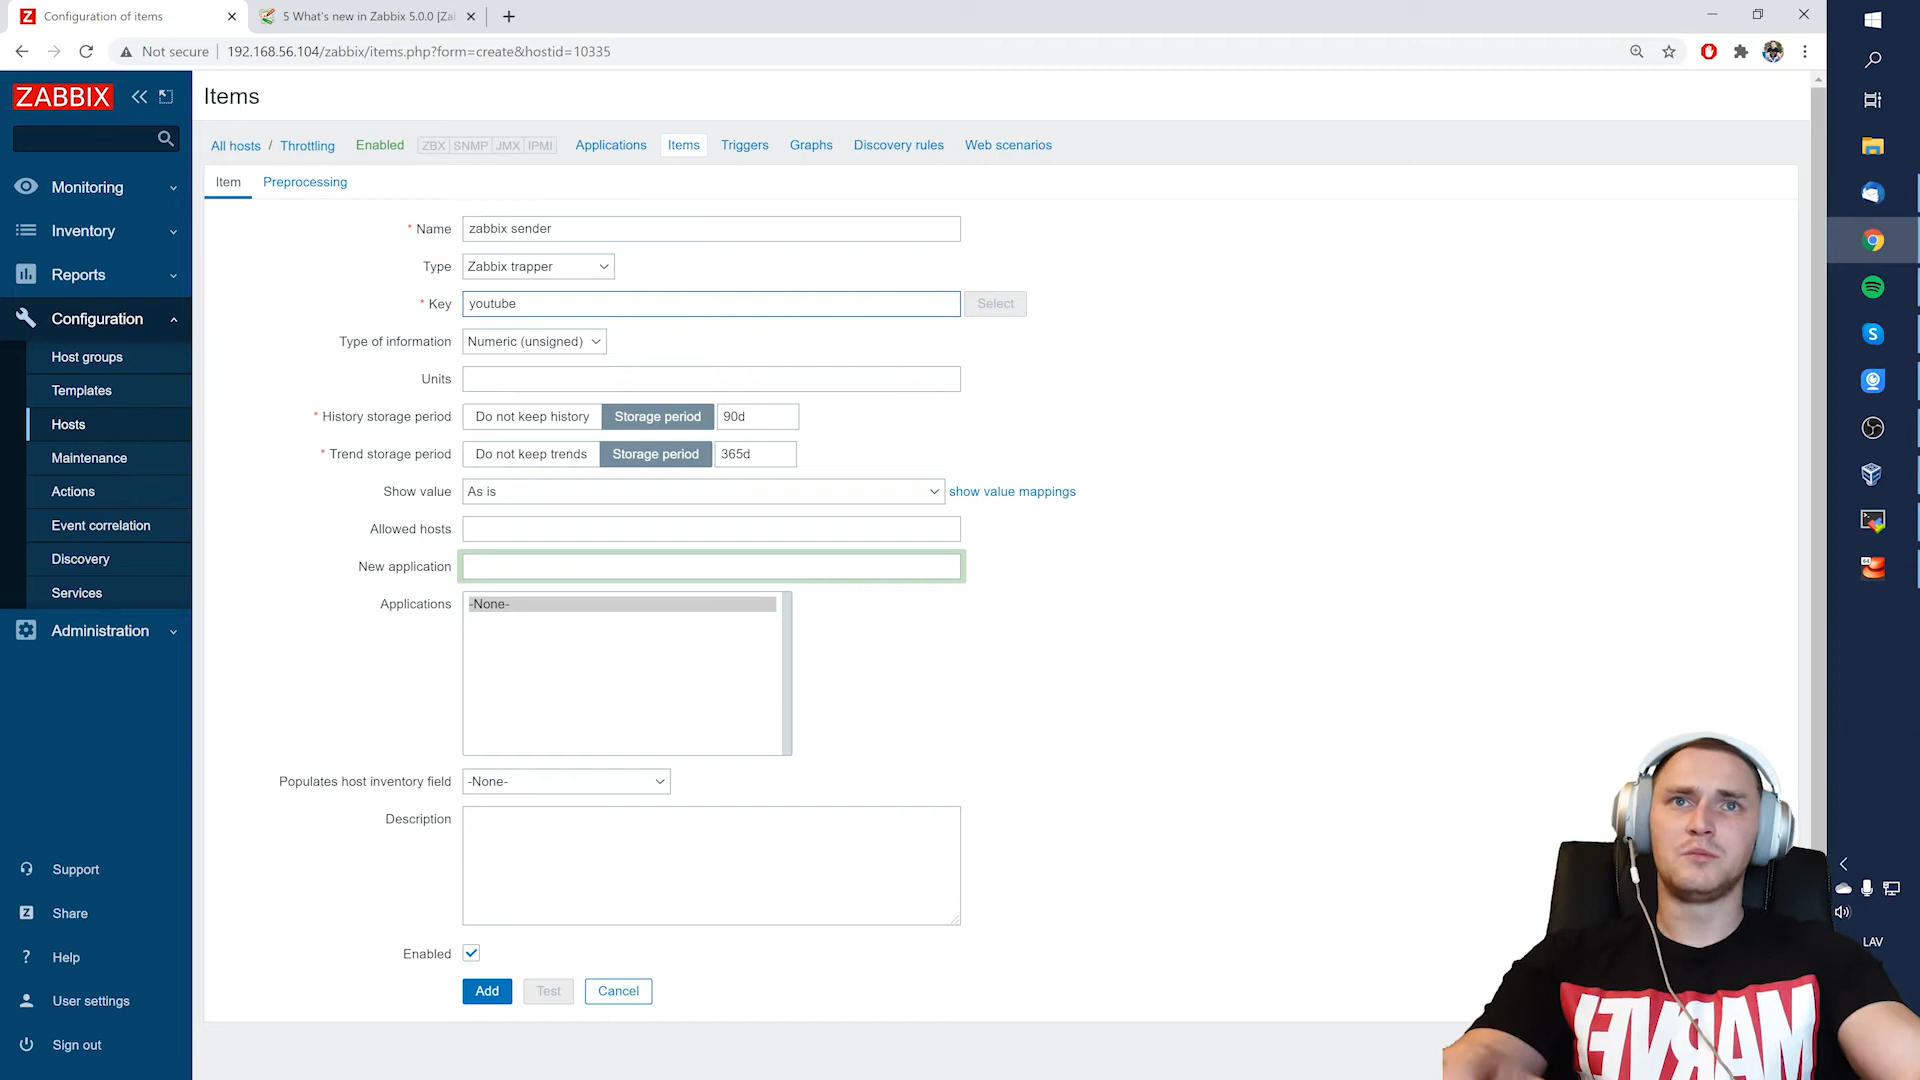 Configuration of items
5 What's new in Zabbix 5.0.0 [Za
Not secure
192.168.56.104/zabbix/items.php?form=create&hostid=10335
ZABBIX
Items
All hosts / Throttling Enabled ZBX SNMP JMX IPMI Applications Items Triggers Graphs Discovery rules Web scenarios
Monitoring
Inventory
Reports
Configuration
Host groups
Templates
Hosts
Maintenance
Actions
Event correlation
Discovery
Services
Administration
Support
Share
Help
User settings
Sign out
Item Preprocessing
* Name zabbix sender
Type Zabbix trapper
* Key youtube Select
Type of information Numeric (unsigned)
Units
* History storage period Do not keep history Storage period 90d
* Trend storage period Do not keep trends Storage period 365d
Show value As is show value mappings
Allowed hosts
New application
Applications -None-
Populates host inventory field -None-
Description
Enabled
Add Test Cancel
LAV
MARVEL